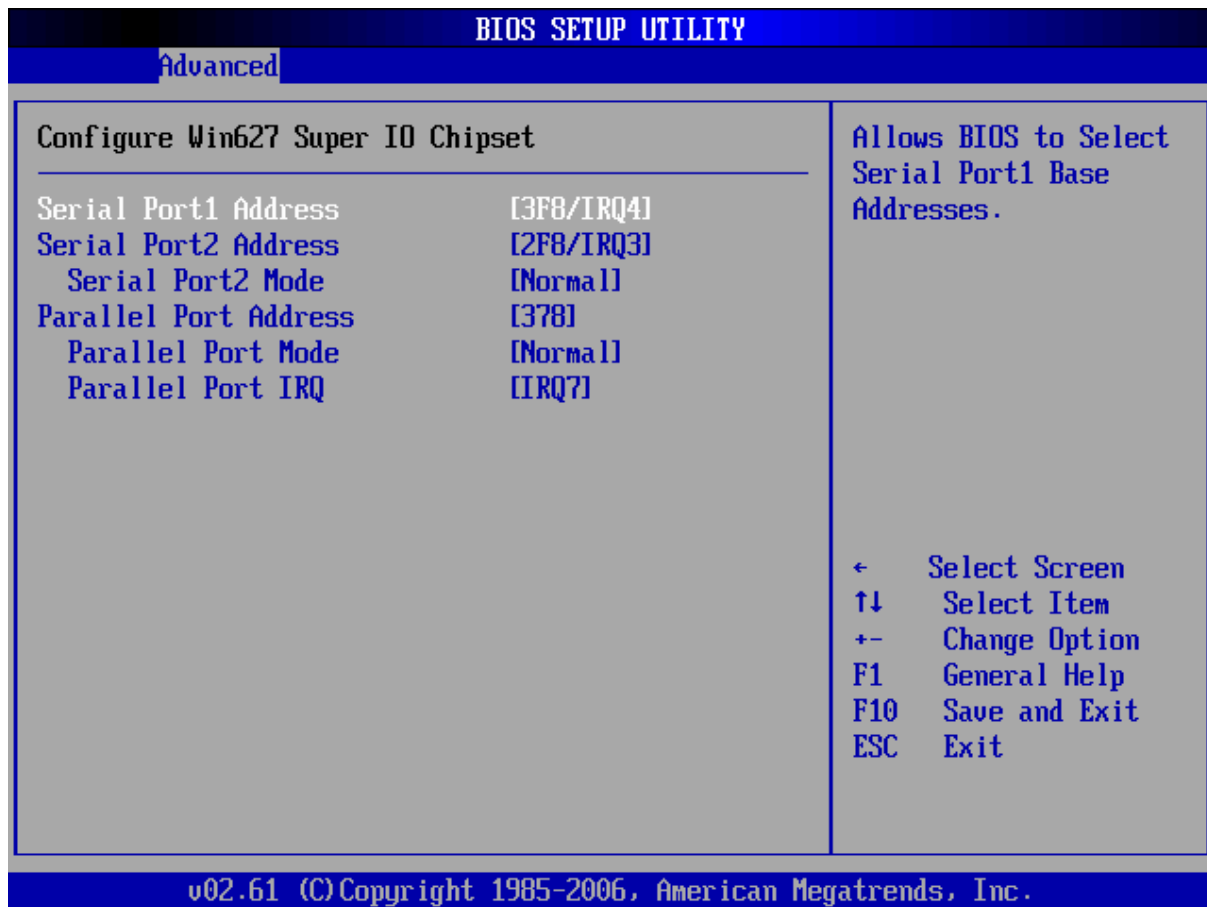 BIOS SETUP UTILITY
Advanced
Configure Win627 Super IO Chipset
Serial Port1 Address [3F8/IRQ4]
Serial Port2 Address [2F8/IRQ3]
Serial Port2 Mode [Normal]
Parallel Port Address [378]
Parallel Port Mode [Normal]
Parallel Port IRQ [IRQ7]
Allows BIOS to Select
Serial Port1 Base
Addresses.
← Select Screen
↑↓ Select Item
+- Change Option
F1 General Help
F10 Save and Exit
ESC Exit
v02.61 (C)Copyright 1985-2006, American Megatrends, Inc.